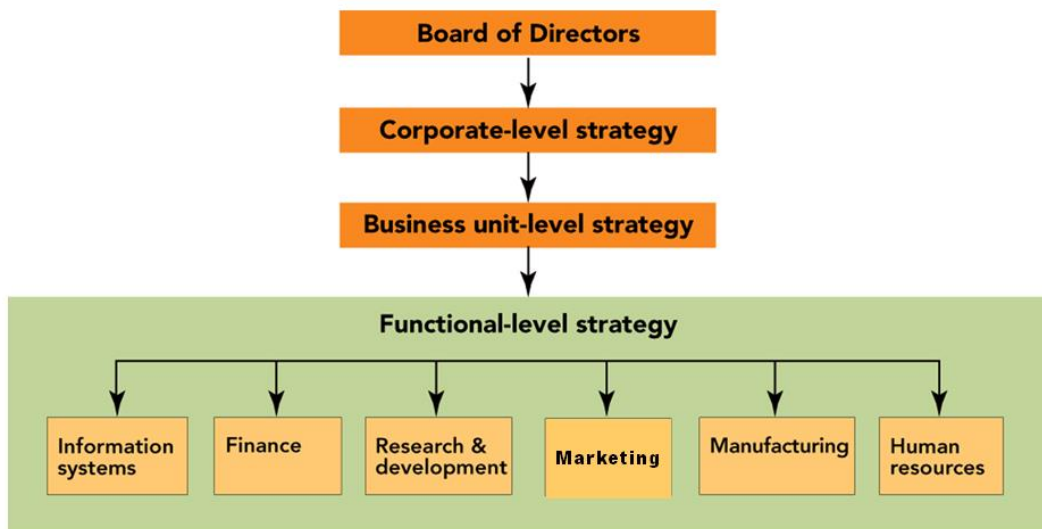 Board of Directors
Corporate-level strategy
Business unit-level strategy
Functional-level strategy
Information
systems
Finance
Research &
development
Marketing
Manufacturing
Human
resources